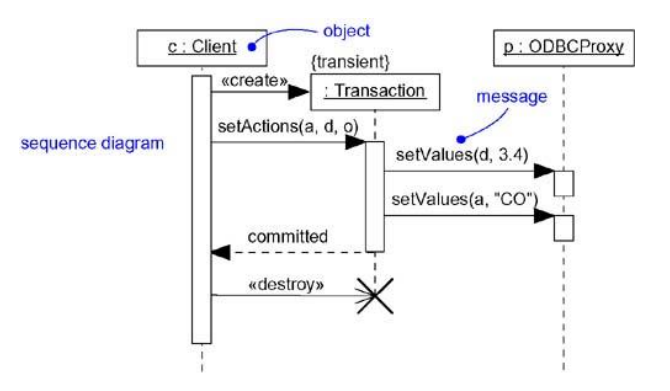 object
c : Client
p : ODBCProxy
{transient}
«create»
: Transaction
message
setActions(a, d, o)
sequence diagram
setValues(d, 3.4)
setValues(a, "CO")
committed
«destroy»